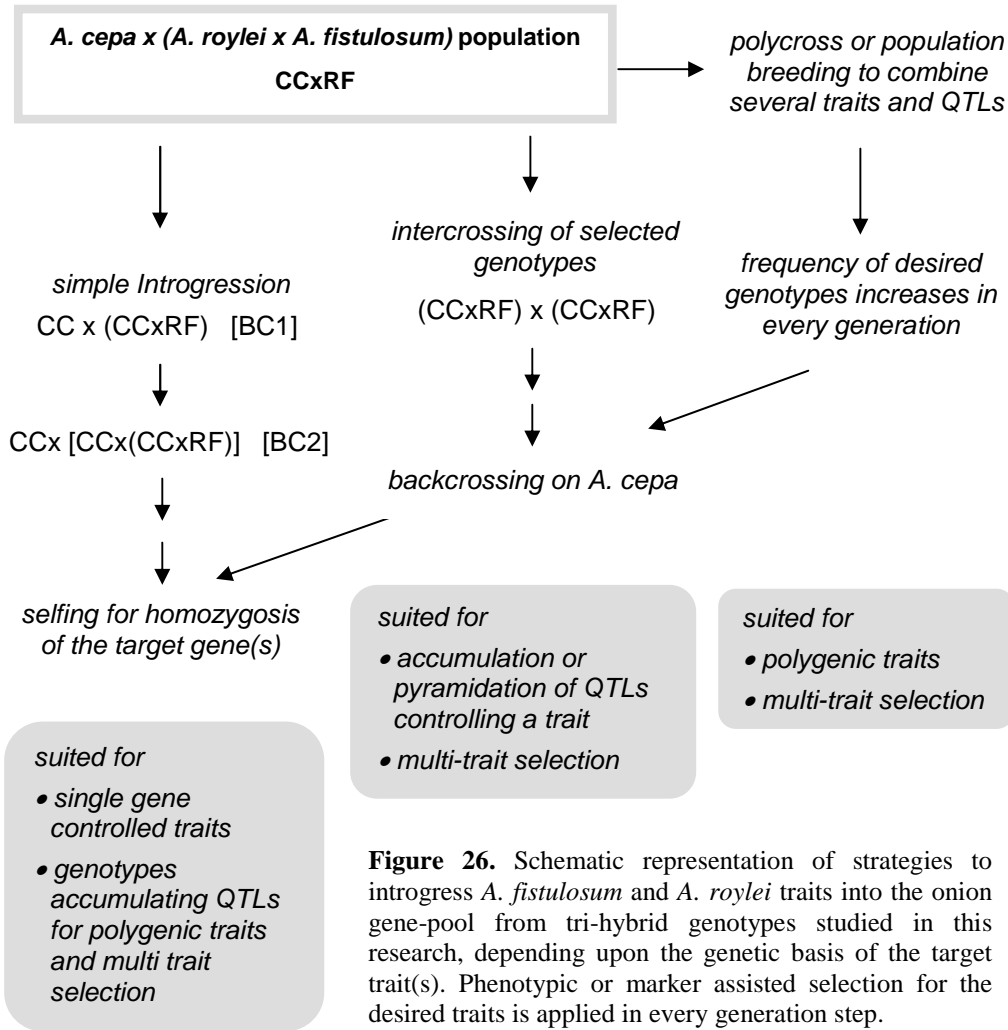 A. cepa x (A. roylei x A. fistulosum) population
CCxRF
polycross or population
breeding to combine
several traits and QTLs
intercrossing of selected
genotypes
(CCxRF) x (CCxRF)
frequency of desired
genotypes increases in
every generation
simple Introgression
CC x (CCxRF) [BC1]
CCx [CCx(CCxRF)] [BC2]
backcrossing on A. cepa
selfing for homozygosis
of the target gene(s)
suited for
• accumulation or
pyramidation of QTLs
controlling a trait
• multi-trait selection
suited for
• polygenic traits
• multi-trait selection
suited for
• single gene
controlled traits
• genotypes
accumulating QTLs
for polygenic traits
and multi trait
selection
Figure 26. Schematic representation of strategies to
introgress A. fistulosum and A. roylei traits into the onion
gene-pool from tri-hybrid genotypes studied in this
research, depending upon the genetic basis of the target
trait(s). Phenotypic or marker assisted selection for the
desired traits is applied in every generation step.